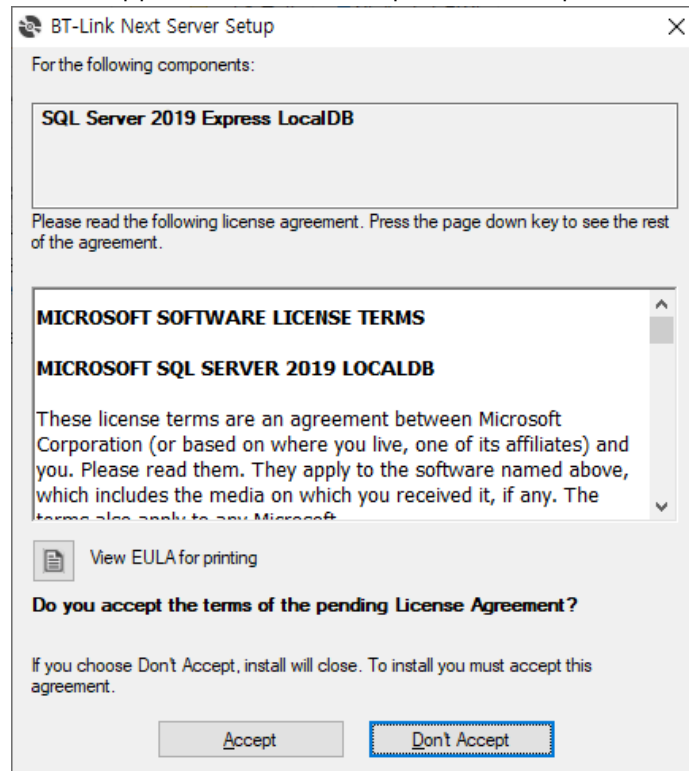 BT-Link Next Server Setup
For the following components:
SQL Server 2019 Express LocalDB
Please read the following license agreement. Press the page down key to see the rest
of the agreement.
MICROSOFT SOFTWARE LICENSE TERMS
MICROSOFT SQL SERVER 2019 LOCALDB
These license terms are an agreement between Microsoft
Corporation (or based on where you live, one of its affiliates) and
you. Please read them. They apply to the software named above,
which includes the media on which you received it, if any. The
terms also apply to any Microsoft
View EULA for printing
Do you accept the terms of the pending License Agreement?
If you choose Don't Accept, install will close. To install you must accept this
agreement.
Accept
Don't Accept